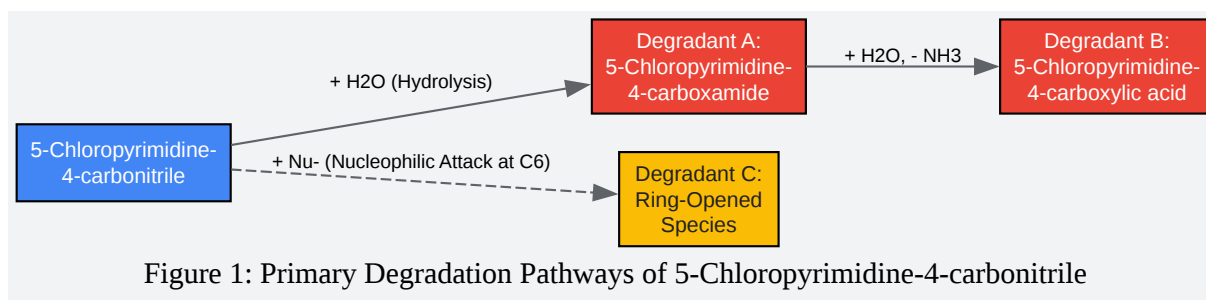 5-Chloropyrimidine-
4-carbonitrile
+ H2O (Hydrolysis)
+ Nu- (Nucleophilic Attack at C6)
Degradant A:
5-Chloropyrimidine-
4-carboxamide
+ H2O, - NH3
Degradant B:
5-Chloropyrimidine-
4-carboxylic acid
Degradant C:
Ring-Opened
Species
Figure 1: Primary Degradation Pathways of 5-Chloropyrimidine-4-carbonitrile